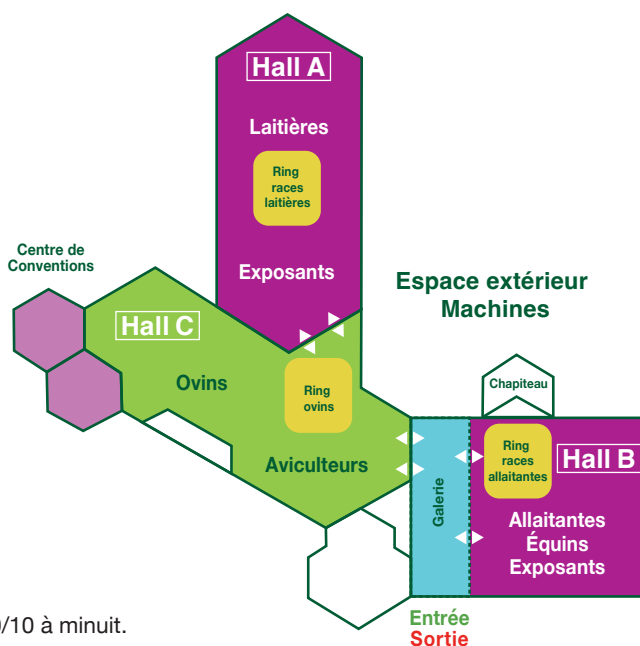 Hall A
Laitières
Ring
races
laitières
Exposants
Centre de
Conventions
Hall C
Ovins
Ring
ovins
Aviculteurs
Espace extérieur
Machines
Chapiteau
Ring
races
allaitantes
Hall B
Galerie
Allaitantes
Équins
Exposants
Entrée
Sortie
/10 à minuit.